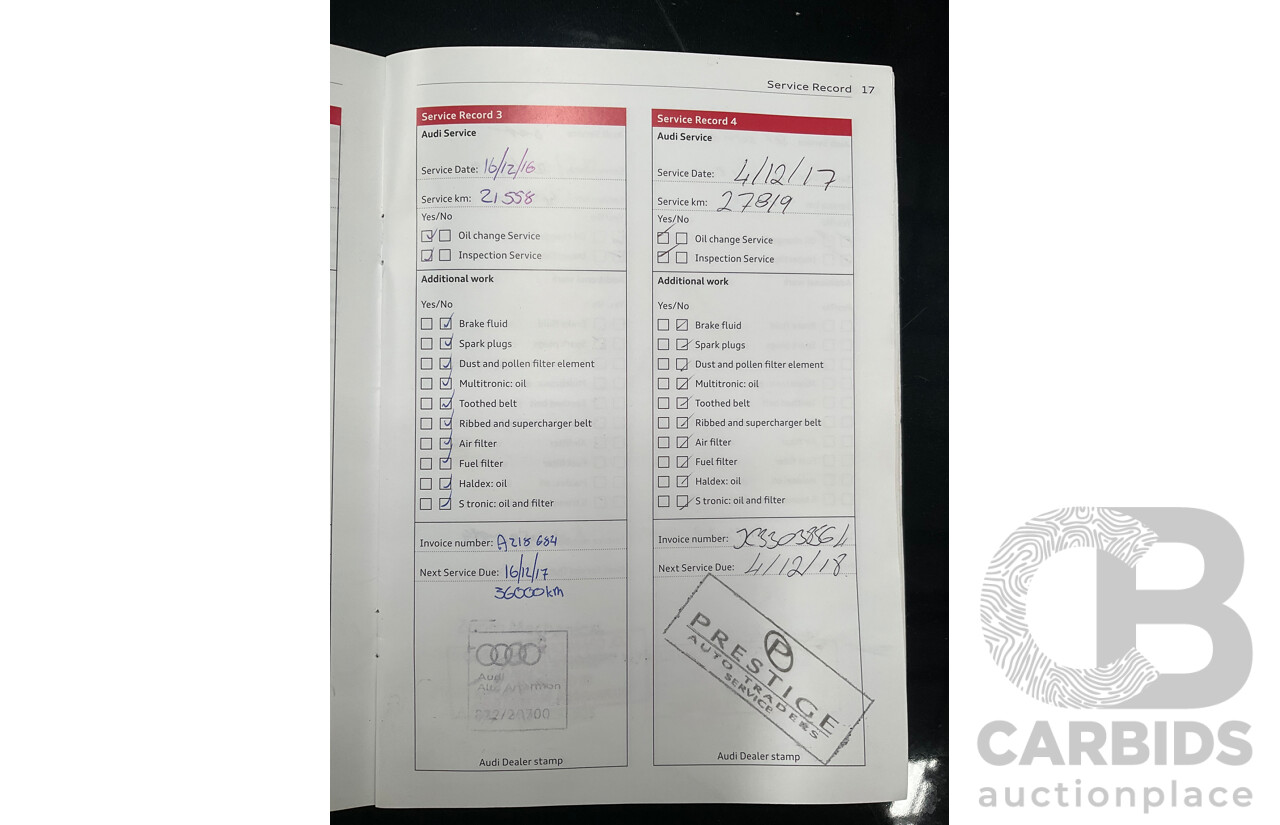 Service Record 17
Service Record 3
Audi Service
Service Date: 16/12/16
Service km: 21558
Yes/No
Oil change Service
Inspection Service
Additional work
Yes/No
Brake fluid
Spark plugs
Dust and pollen filter element
Multitronic: oil
Toothed belt
Ribbed and supercharger belt
Air filter
Fuel filter
Haldex: oil
S tronic: oil and filter
Invoice number: A218684
Next Service Due: 16/12/17
36000km
Audi
Audi Dealer stamp
Service Record 4
Audi Service
Service Date: 4/12/17
Service km: 27819
Yes/No
Oil change Service
Inspection Service
Additional work
Yes/No
Brake fluid
Spark plugs
Dust and pollen filter element
Multitronic: oil
Toothed belt
Ribbed and supercharger belt
Air filter
Fuel filter
Haldex: oil
S tronic: oil and filter
Invoice number:
Next Service Due: 4/12/18
P
PRESTIGE
AUTO TRADERS
SERVICE
Audi Dealer stamp
CB
CARBIDS
auctionplace